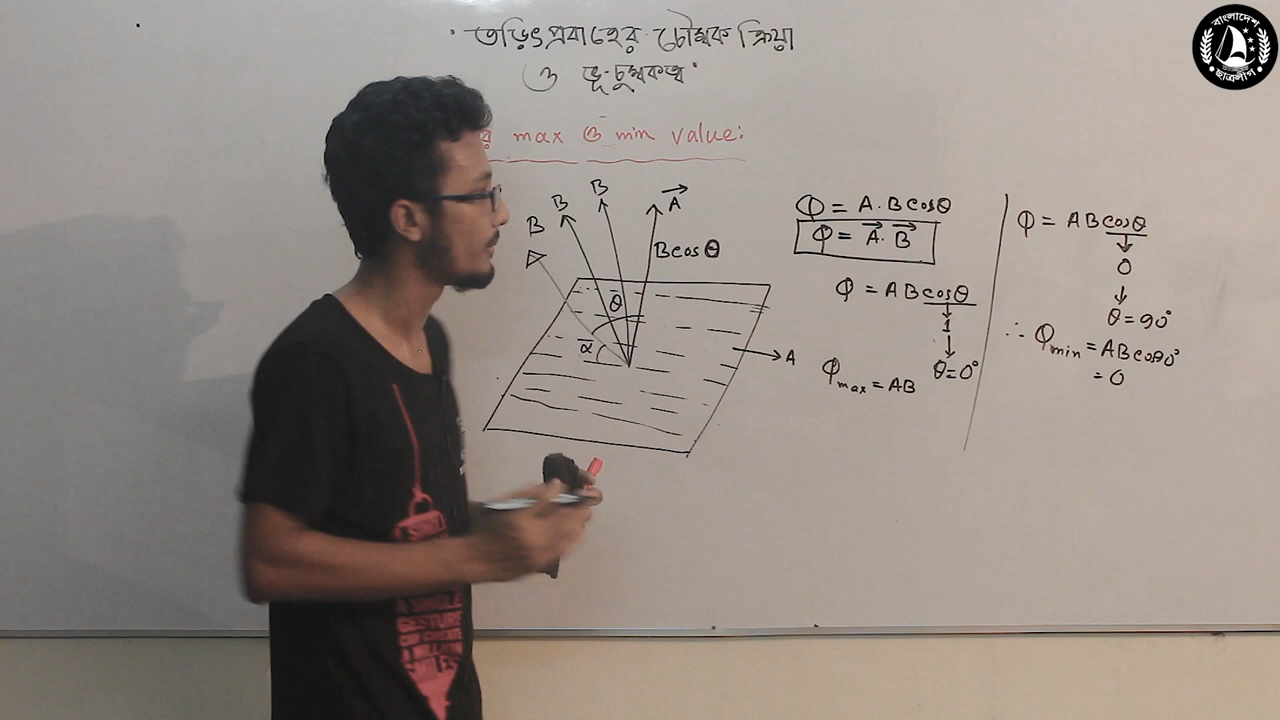 তড়িৎপ্রবাহের চৌম্বক ক্রিয়া
ও ভূ-চুম্বকত্ব
র max ও min value:
B B B A
Bcosθ
θ
α
A
φ = A.Bcosθ
φ = A.B
φ = ABcosθ
1
θ=0°
φmax = AB
φ = ABcosθ
0
θ=90°
∴ φmin = ABcos90°
= 0
বাংলাদেশ
ছাত্রলীগ